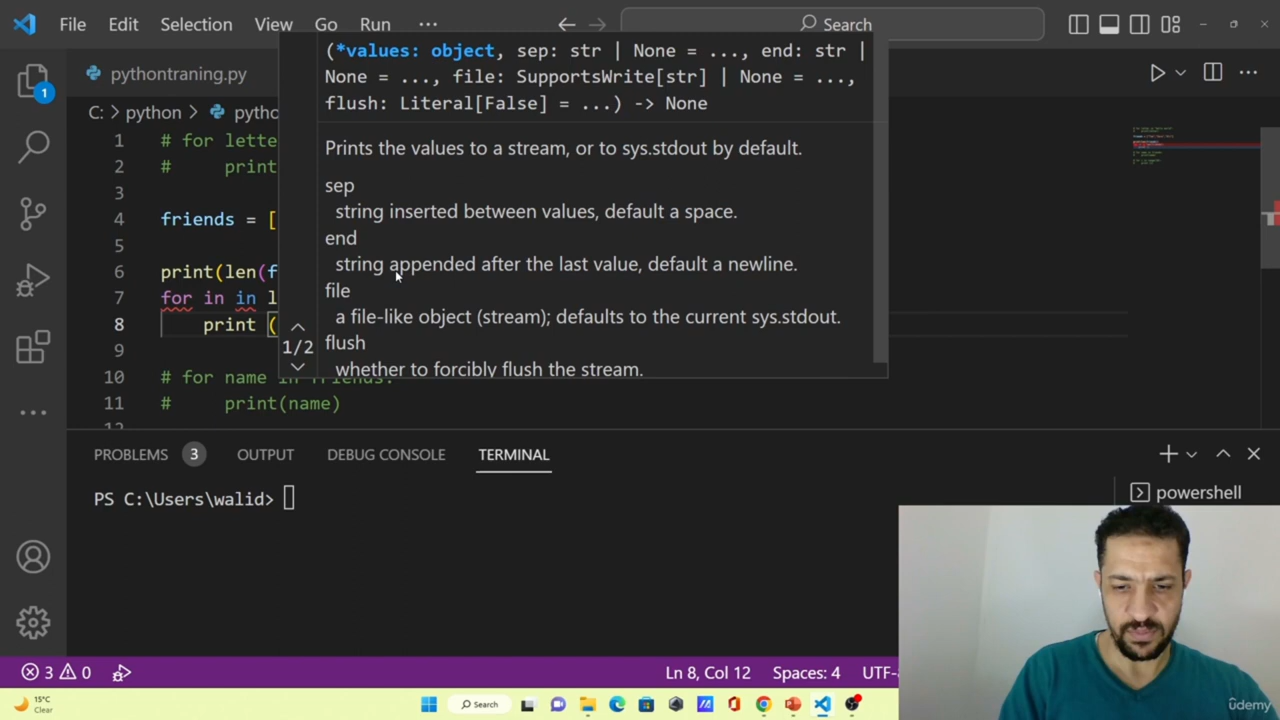 File Edit Selection View Go Run ··· Search
pythontraning.py
C: > python > pytho
(*values: object, sep: str | None = ..., end: str |
None = ..., file: SupportsWrite[str] | None = ...,
flush: Literal[False] = ...) -> None
Prints the values to a stream, or to sys.stdout by default.
sep
string inserted between values, default a space.
end
string appended after the last value, default a newline.
file
a file-like object (stream); defaults to the current sys.stdout.
flush
whether to forcibly flush the stream.
1/2
1 # for lette
2 # print
3
4 friends = [
5
6 print(len(f
7 for in in l
8 print (
9
10 # for name in friends:
11 # print(name)
12
1
PROBLEMS 3 OUTPUT DEBUG CONSOLE TERMINAL
PS C:\Users\walid>
powershell
3 0 Ln 8, Col 12 Spaces: 4 UTF-
15°C
Clear
Search
ûdemy